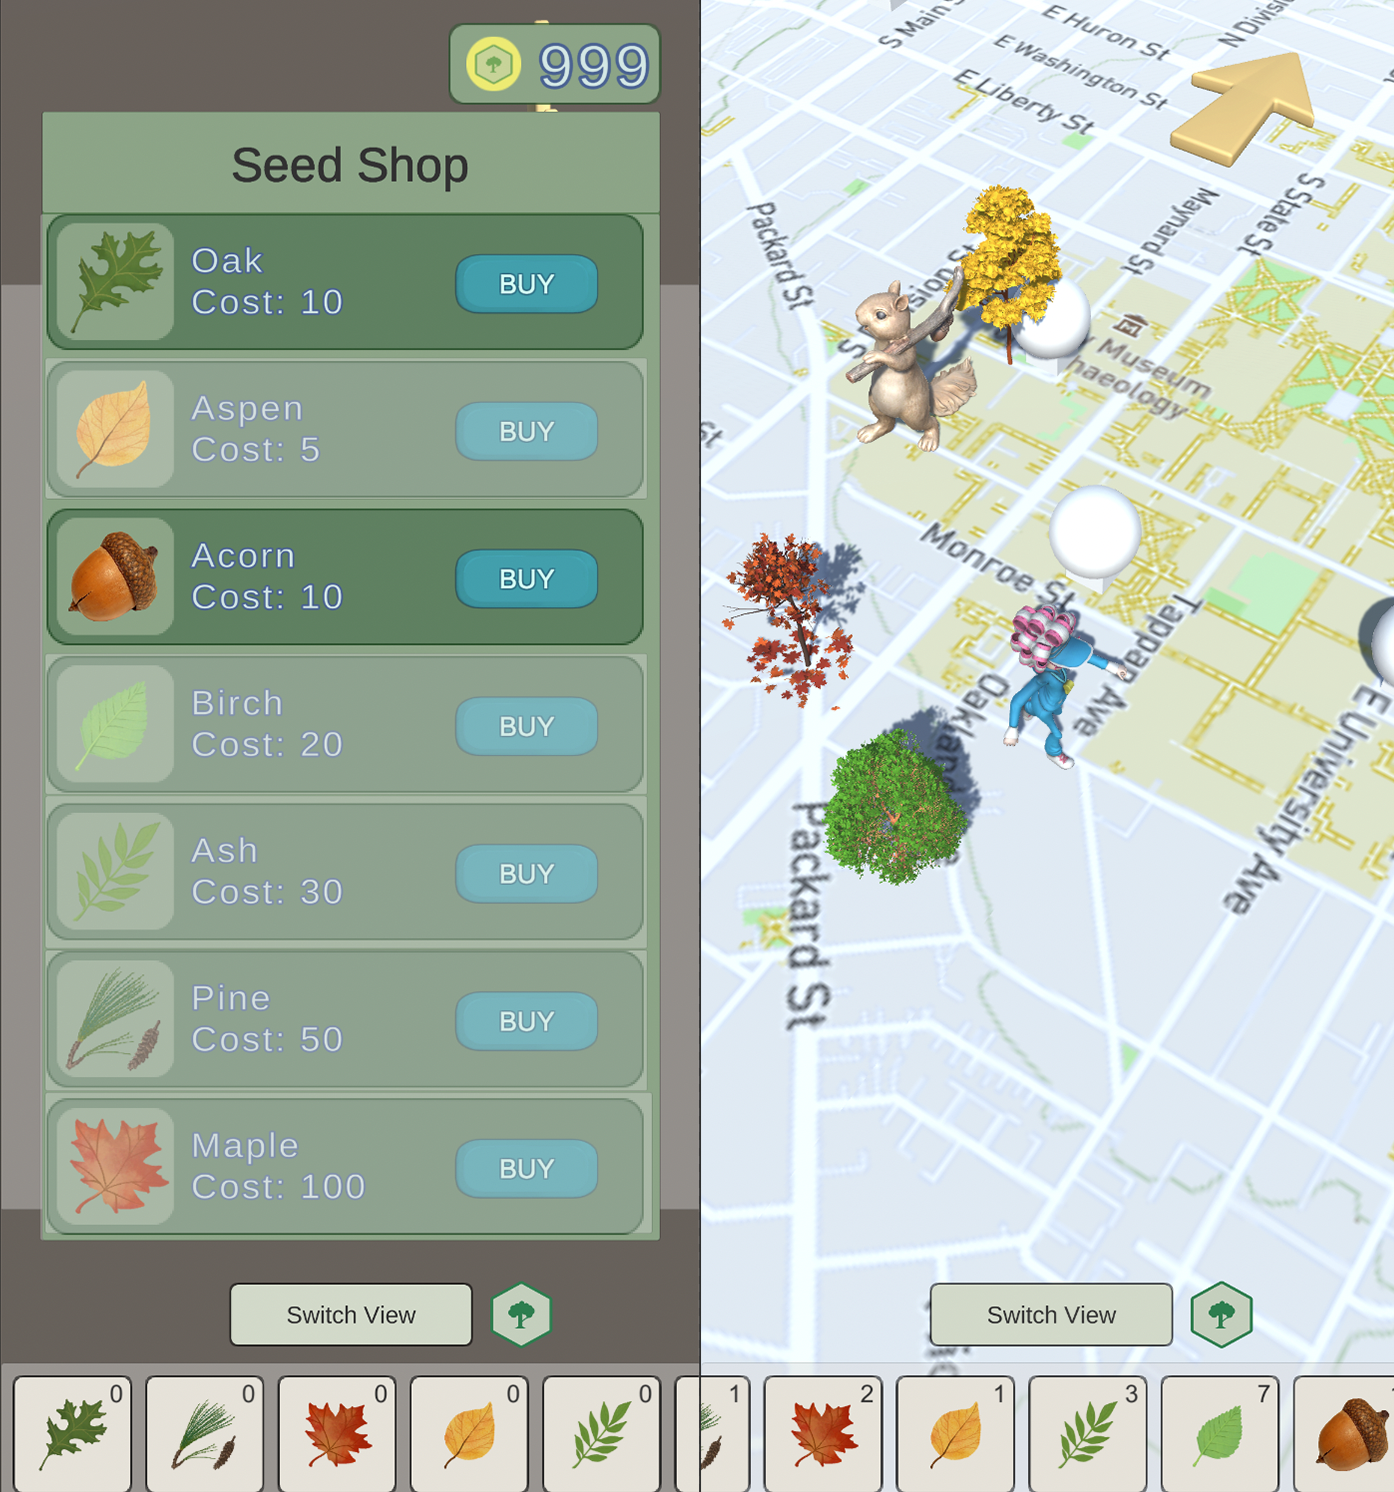 999
Seed Shop
Oak
Cost: 10
BUY
Aspen
Cost: 5
BUY
Acorn
Cost: 10
BUY
Birch
Cost: 20
BUY
Ash
Cost: 30
BUY
Pine
Cost: 50
BUY
Maple
Cost: 100
BUY
Switch View
0
0
0
0
0
S Main S
E Huron St
N Divisi
E Washington St
E Liberty St
Packard St
Maynard St
S State St
Museum
haeology
St
Monroe St
Tappan Ave
Oakland
E University Ave
Packard St
Switch View
1
2
1
3
7